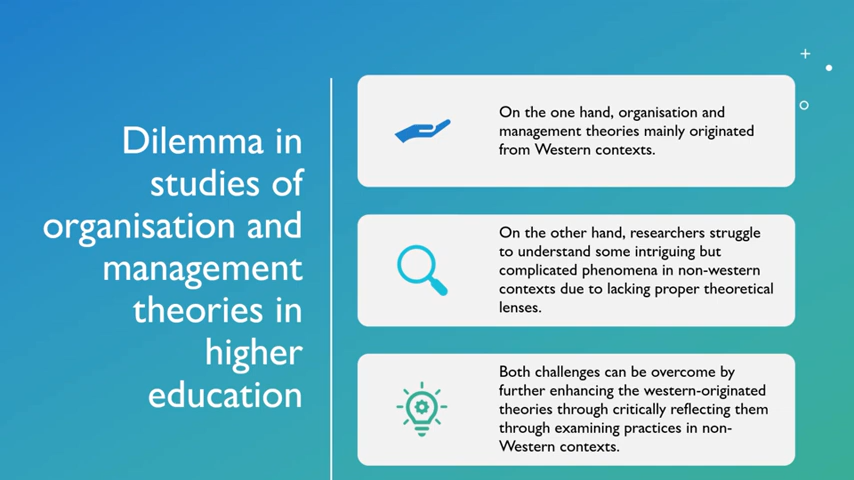 Dilemma in
studies of
organisation and
management
theories in
higher
education
On the one hand, organisation and
management theories mainly originated
from Western contexts.
On the other hand, researchers struggle
to understand some intriguing but
complicated phenomena in non-western
contexts due to lacking proper theoretical
lenses.
Both challenges can be overcome by
further enhancing the western-originated
theories through critically reflecting them
through examining practices in non-
Western contexts.